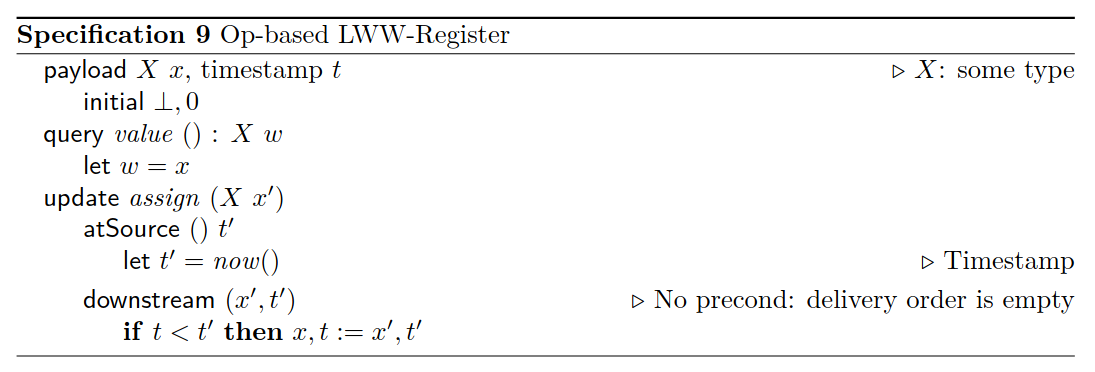 Specification 9 Op-based LWW-Register
payload X x, timestamp t ▷ X: some type
initial ⊥, 0
query value () : X w
let w = x
update assign (X x′)
atSource () t′
let t′ = now() ▷ Timestamp
downstream (x′, t′) ▷ No precond: delivery order is empty
if t < t′ then x, t := x′, t′